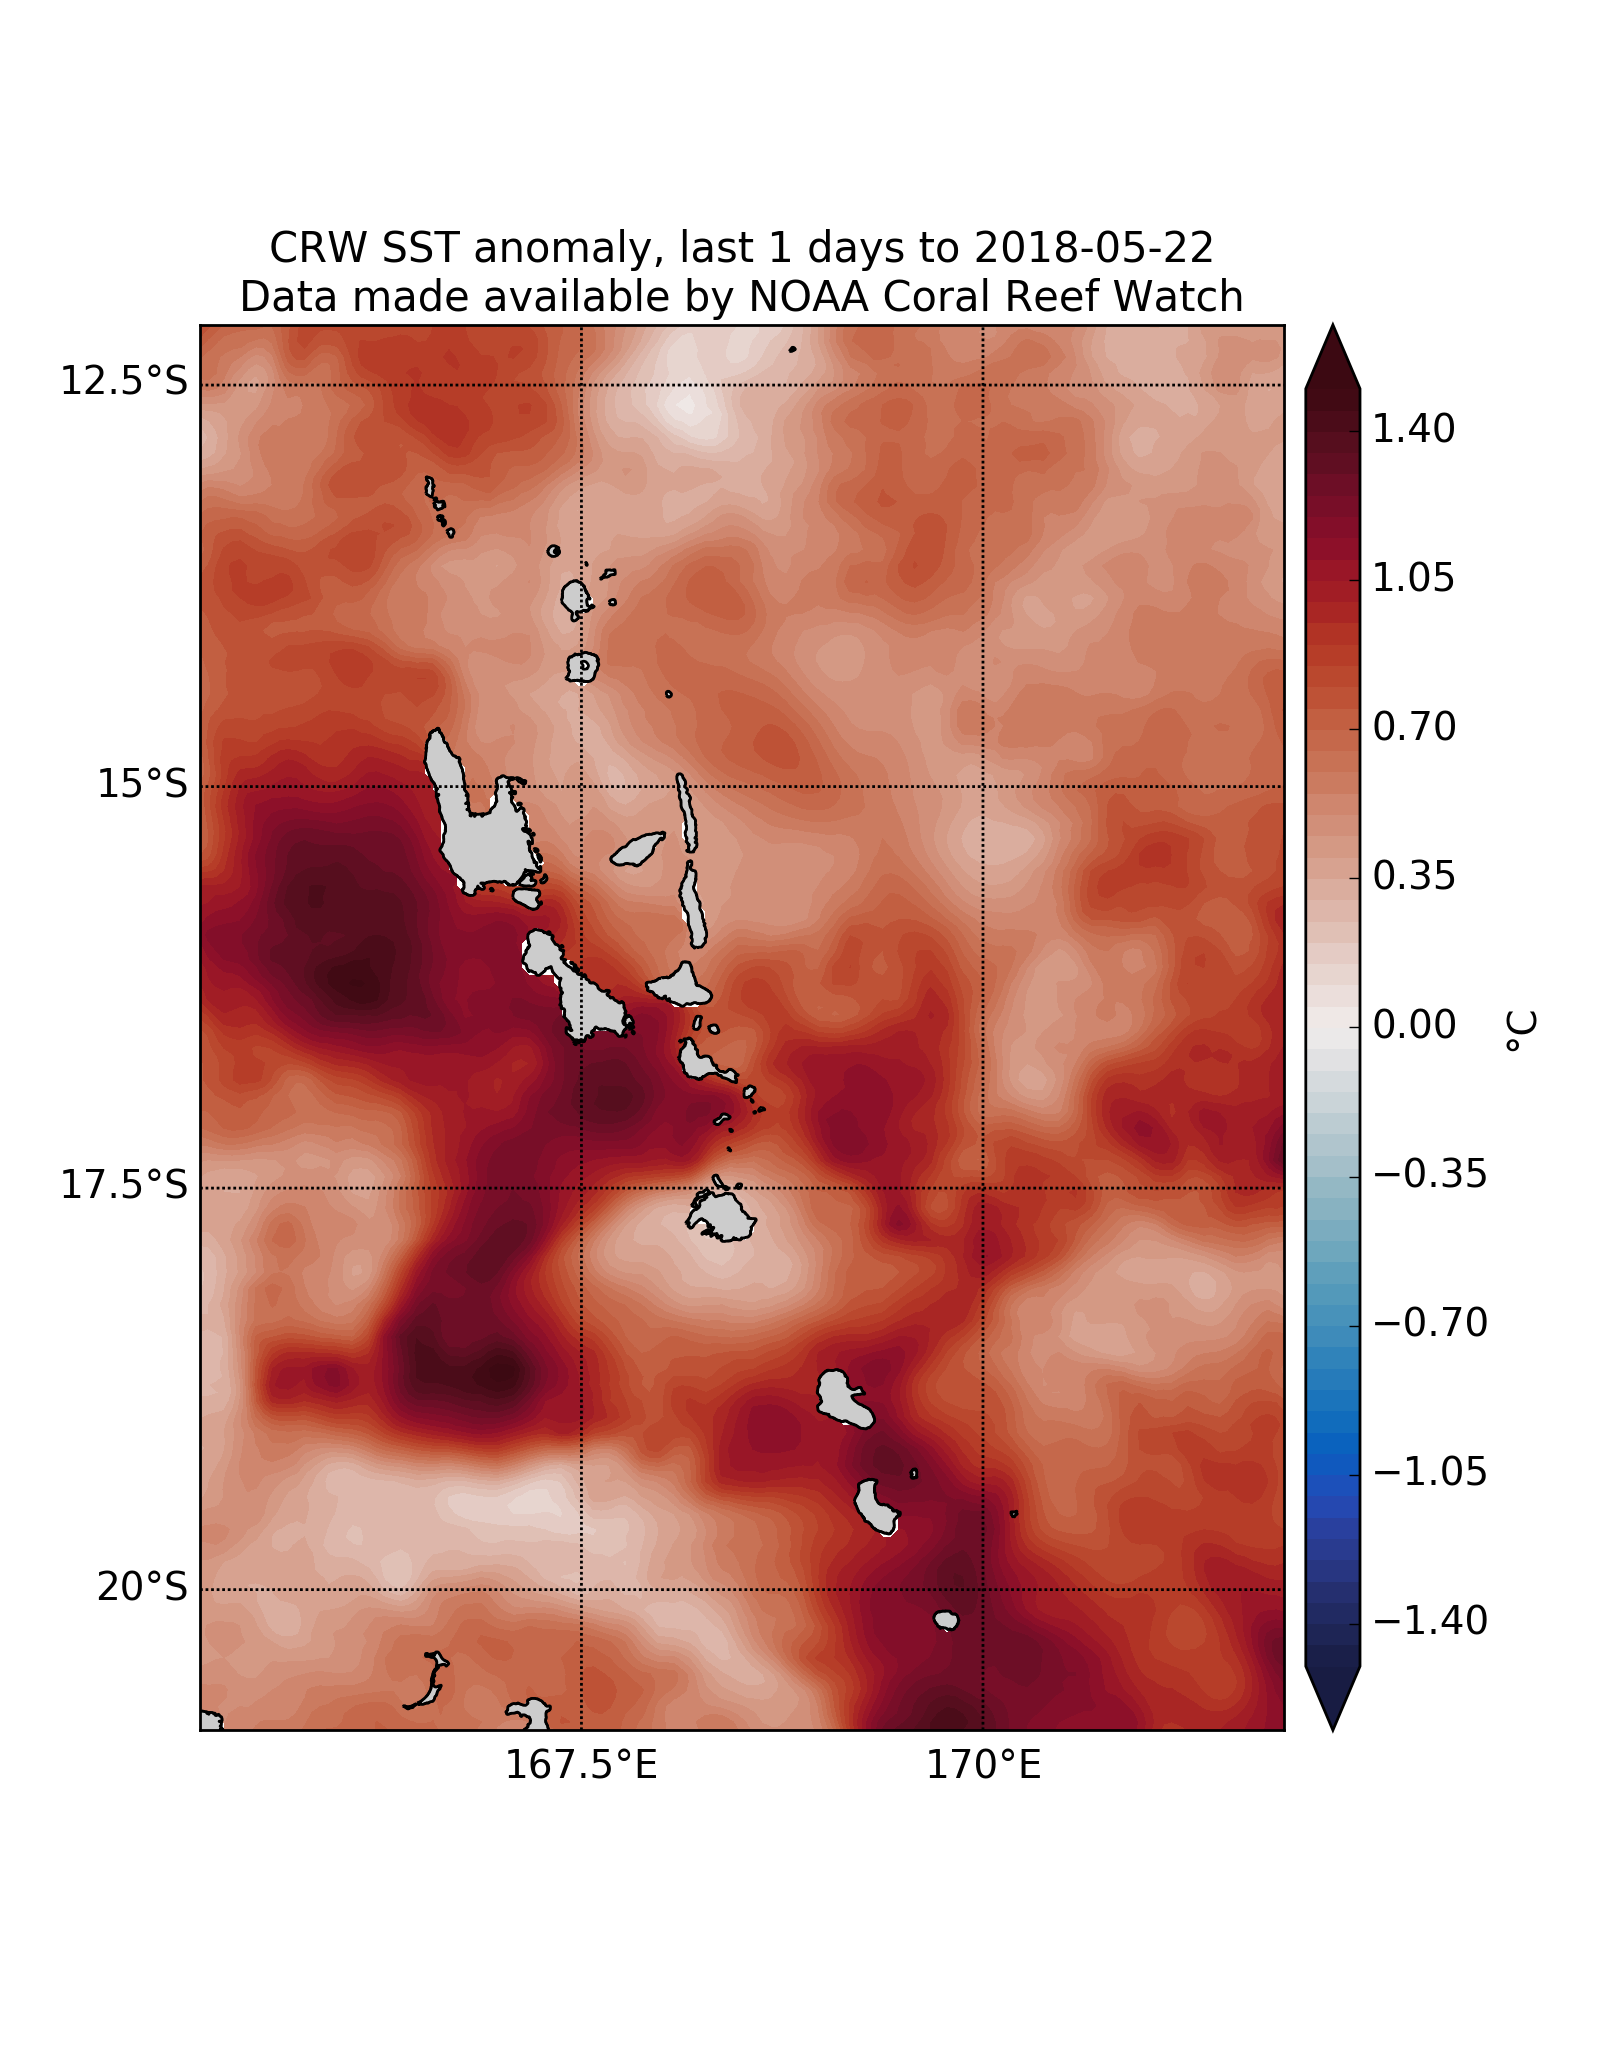 CRW SST anomaly, last 1 days to 2018-05-22
Data made available by NOAA Coral Reef Watch
12.5°S
15°S
17.5°S
20°S
167.5°E
170°E
1.40
1.05
0.70
0.35
0.00
−0.35
−0.70
−1.05
−1.40
°C